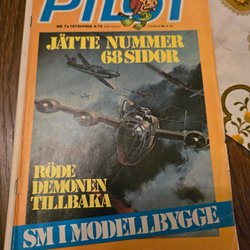 PILOT
JÄTTE NUMMER
68 SIDOR
RÖDE
DEMONEN
TILLBAKA
SM I MODELLBYGGE